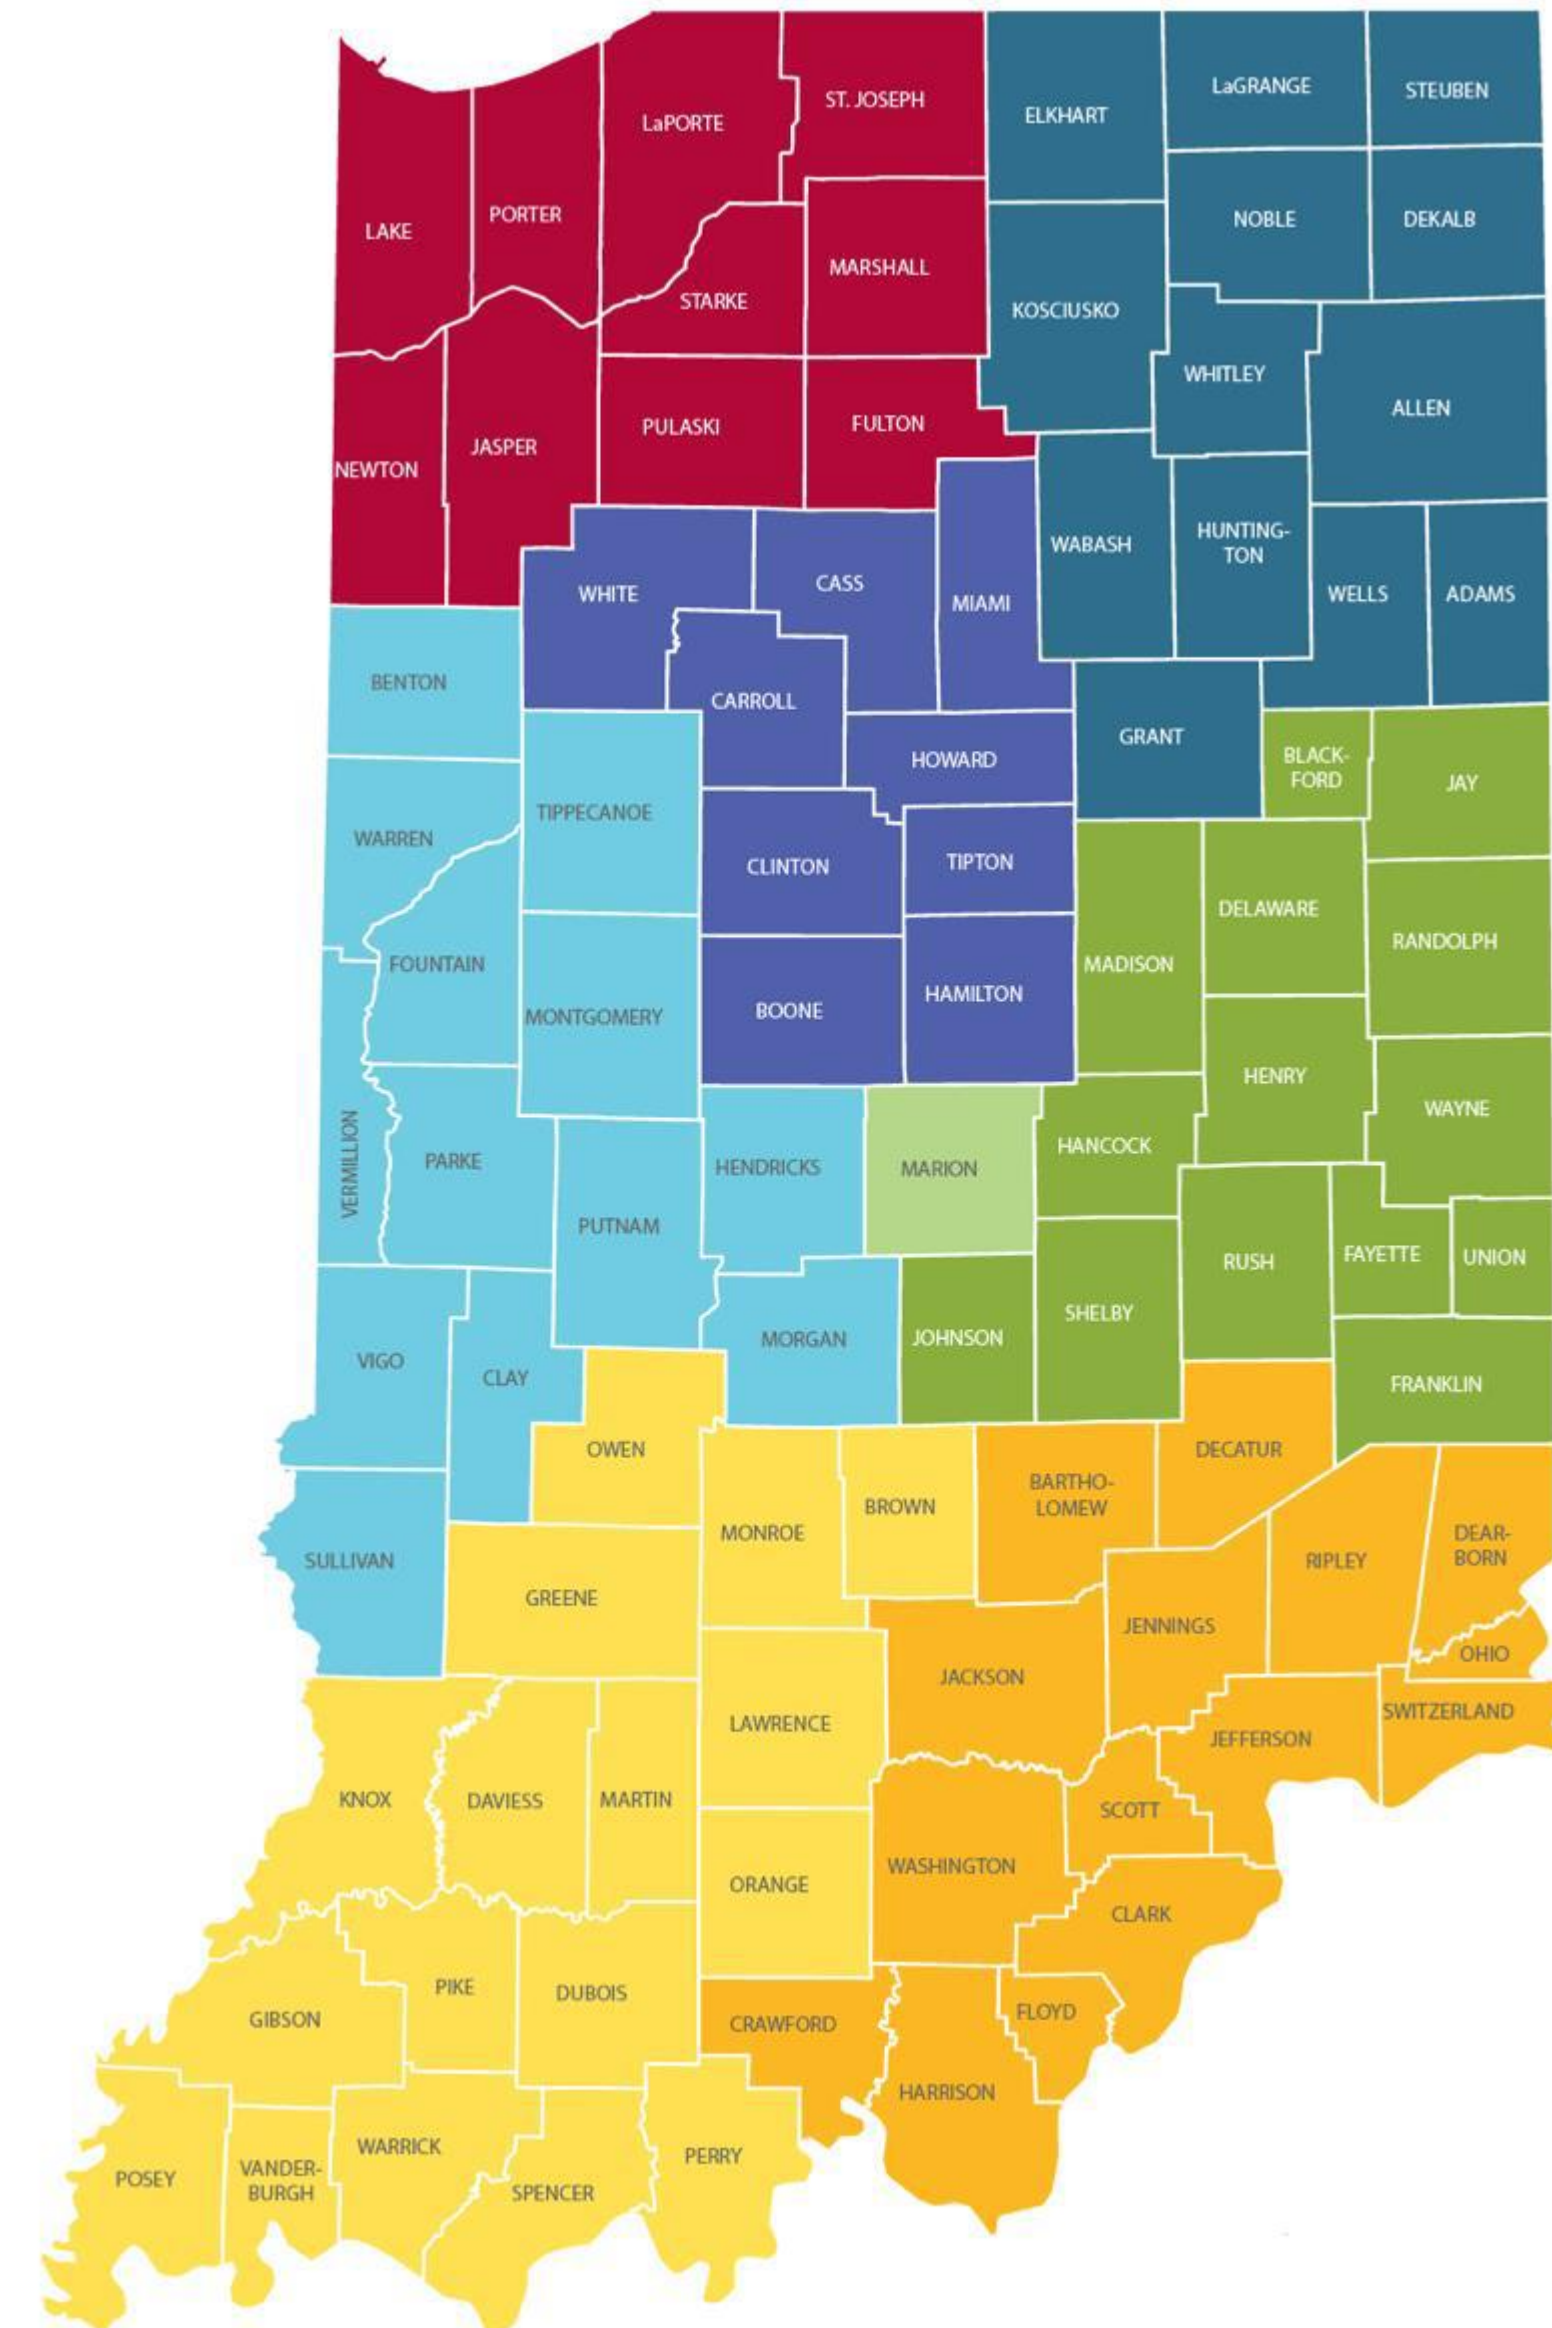 LAKE
PORTER
LaPORTE
ST. JOSEPH
ELKHART
LaGRANGE
STEUBEN
NOBLE
DEKALB
STARKE
MARSHALL
KOSCIUSKO
WHITLEY
ALLEN
NEWTON
JASPER
PULASKI
FULTON
WHITE
CASS
MIAMI
WABASH
HUNTING-
TON
WELLS
ADAMS
BENTON
CARROLL
HOWARD
GRANT
BLACK-
FORD
JAY
WARREN
TIPPECANOE
CLINTON
TIPTON
MADISON
DELAWARE
RANDOLPH
FOUNTAIN
MONTGOMERY
BOONE
HAMILTON
HENRY
WAYNE
VERMILLION
PARKE
PUTNAM
HENDRICKS
MARION
HANCOCK
RUSH
FAYETTE
UNION
VIGO
CLAY
MORGAN
JOHNSON
SHELBY
FRANKLIN
OWEN
MONROE
BROWN
BARTHO-
LOMEW
DECATUR
SULLIVAN
GREENE
RIPLEY
DEAR-
BORN
JENNINGS
OHIO
JACKSON
LAWRENCE
JEFFERSON
SWITZERLAND
KNOX
DAVIESS
MARTIN
SCOTT
ORANGE
WASHINGTON
CLARK
GIBSON
PIKE
DUBOIS
CRAWFORD
FLOYD
HARRISON
POSEY
VANDER-
BURGH
WARRICK
SPENCER
PERRY